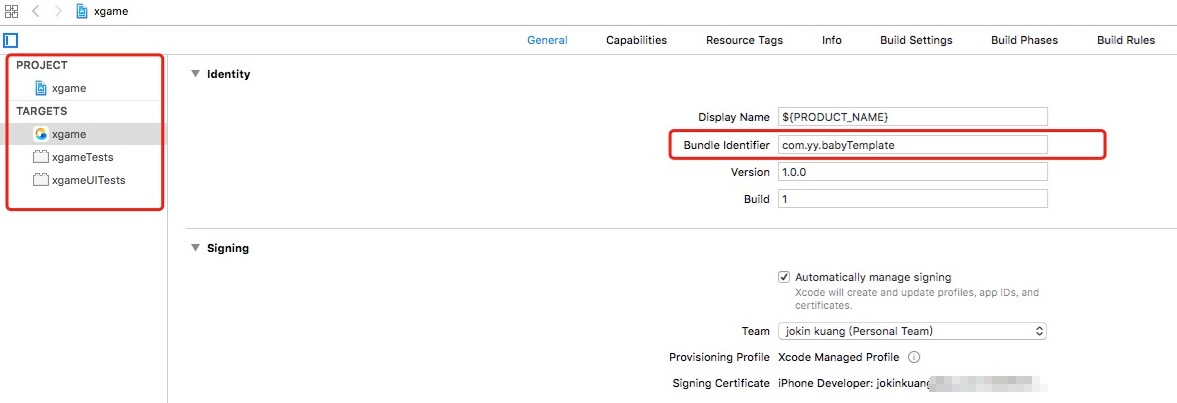 xgame
General Capabilities Resource Tags Info Build Settings Build Phases Build Rules
PROJECT
xgame
TARGETS
xgame
xgameTests
xgameUITests
Identity
Display Name ${PRODUCT_NAME}
Bundle Identifier com.yy.babyTemplate
Version 1.0.0
Build 1
Signing
Automatically manage signing
Xcode will create and update profiles, app IDs, and
certificates.
Team jokin kuang (Personal Team)
Provisioning Profile Xcode Managed Profile
Signing Certificate iPhone Developer: jokinkuang